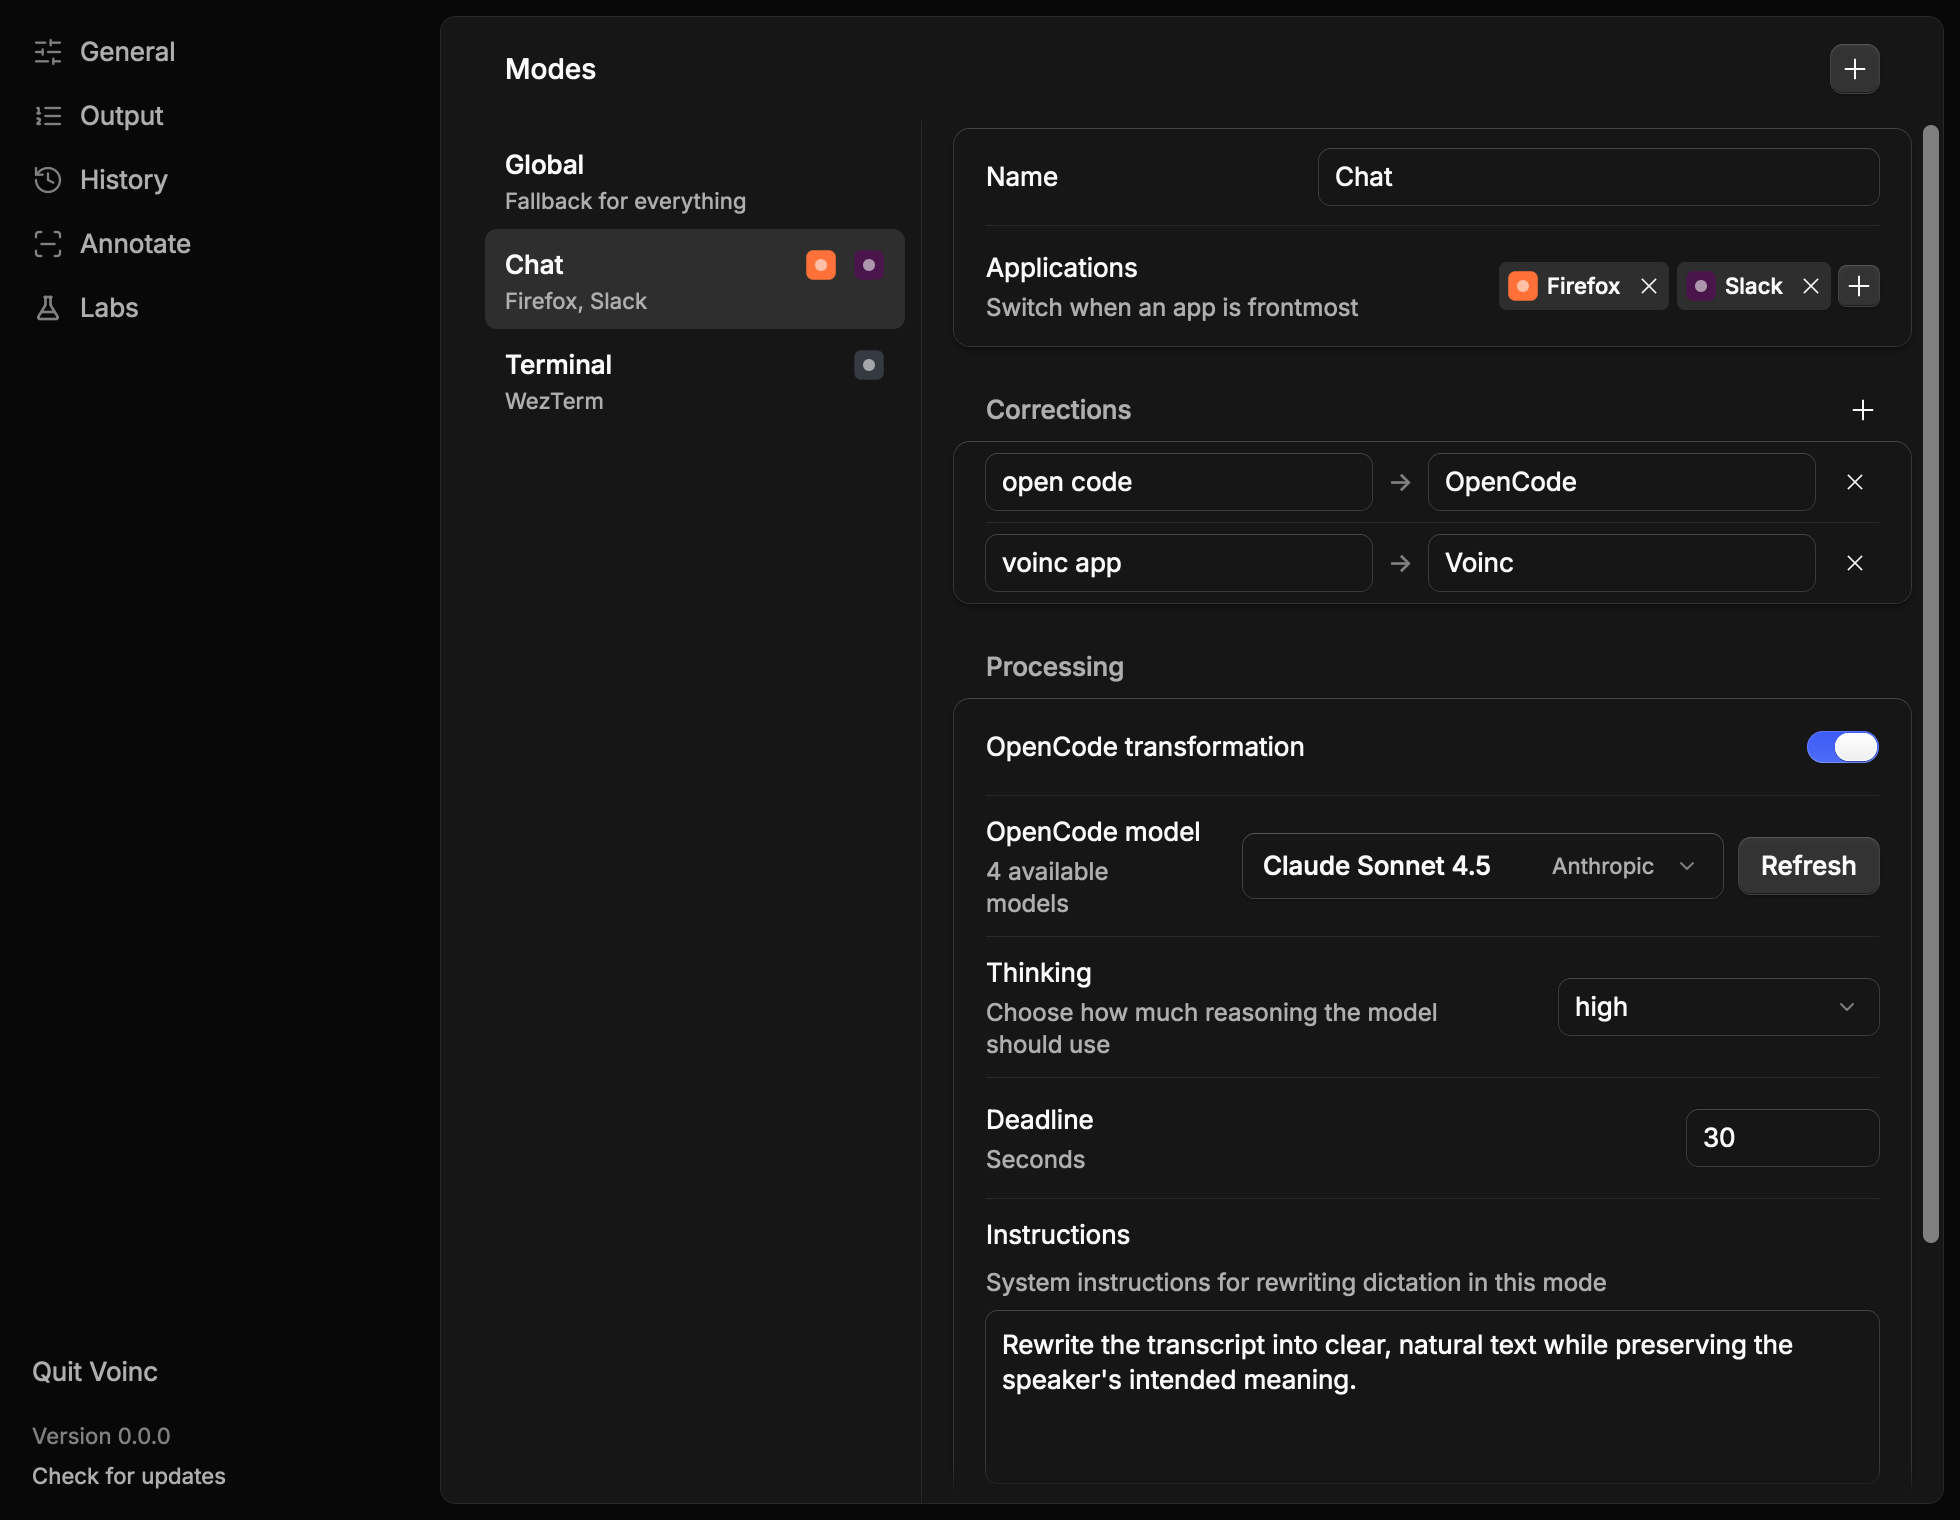 General
Output
History
Annotate
Labs
Quit Voinc
Version 0.0.0
Check for updates
Modes
Global
Fallback for everything
Chat
Firefox, Slack
Terminal
WezTerm
Name
Chat
Applications
Switch when an app is frontmost
Firefox
Slack
Corrections
open code → OpenCode
voinc app → Voinc
Processing
OpenCode transformation
OpenCode model
4 available
models
Claude Sonnet 4.5 Anthropic
Refresh
Thinking
Choose how much reasoning the model
should use
high
Deadline
Seconds
30
Instructions
System instructions for rewriting dictation in this mode
Rewrite the transcript into clear, natural text while preserving the
speaker's intended meaning.